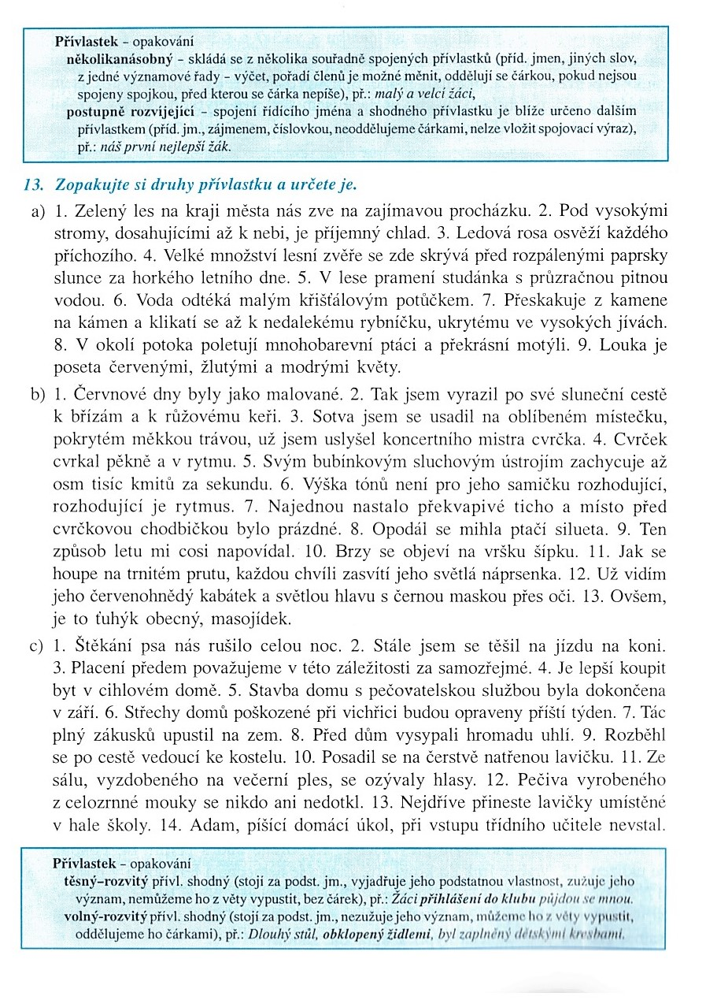 Přívlastek – opakování
několikanásobný – skládá se z několika souřadně spojených přívlastků (příd. jmen, jiných slov,
z jedné významové řady – výčet, pořadí členů je možné měnit, oddělují se čárkou, pokud nejsou
spojeny spojkou, před kterou se čárka nepíše), př.: malý a velcí žáci,
postupně rozvíjející – spojení řídícího jména a shodného přívlastku je blíže určeno dalším
přívlastkem (příd. jm., zájmenem, číslovkou, neoddělujeme čárkami, nelze vložit spojovací výraz),
př.: náš první nejlepší žák.
13. Zopakujte si druhy přívlastku a určete je.
a) 1. Zelený les na kraji města nás zve na zajímavou procházku. 2. Pod vysokými
stromy, dosahujícími až k nebi, je příjemný chlad. 3. Ledová rosa osvěží každého
příchozího. 4. Velké množství lesní zvěře se zde skrývá před rozpálenými paprsky
slunce za horkého letního dne. 5. V lese pramení studánka s průzračnou pitnou
vodou. 6. Voda odtéká malým křišťálovým potůčkem. 7. Přeskakuje z kamene
na kámen a klikatí se až k nedalekému rybníčku, ukrytému ve vysokých jívách.
8. V okolí potoka poletují mnohobarevní ptáci a překrásní motýli. 9. Louka je
poseta červenými, žlutými a modrými květy.
b) 1. Červnové dny byly jako malované. 2. Tak jsem vyrazil po své sluneční cestě
k břízám a k růžovému keři. 3. Sotva jsem se usadil na oblíbeném místečku,
pokrytém měkkou trávou, už jsem uslyšel koncertního mistra cvrčka. 4. Cvrček
cvrkal pěkně a v rytmu. 5. Svým bubínkovým sluchovým ústrojím zachycuje až
osm tisíc kmitů za sekundu. 6. Výška tónů není pro jeho samičku rozhodující,
rozhodující je rytmus. 7. Najednou nastalo překvapivé ticho a místo před
cvrčkovou chodbičkou bylo prázdné. 8. Opodál se mihla ptačí silueta. 9. Ten
způsob letu mi cosi napovídal. 10. Brzy se objeví na vršku šípku. 11. Jak se
houpe na trnitém prutu, každou chvíli zasvítí jeho světlá náprsenka. 12. Už vidím
jeho červenohnědý kabátek a světlou hlavu s černou maskou přes oči. 13. Ovšem,
je to ťuhýk obecný, masojídek.
c) 1. Štěkání psa nás rušilo celou noc. 2. Stále jsem se těšil na jízdu na koni.
3. Placení předem považujeme v této záležitosti za samozřejmé. 4. Je lepší koupit
byt v cihlovém domě. 5. Stavba domu s pečovatelskou službou byla dokončena
v září. 6. Střechy domů poškozené při vichřici budou opraveny příští týden. 7. Tác
plný zákusků upustil na zem. 8. Před dům vysypali hromadu uhlí. 9. Rozběhl
se po cestě vedoucí ke kostelu. 10. Posadil se na čerstvě natřenou lavičku. 11. Ze
sálu, vyzdobeného na večerní ples, se ozývaly hlasy. 12. Pečiva vyrobeného
z celozrnné mouky se nikdo ani nedotkl. 13. Nejdříve přineste lavičky umístěné
v hale školy. 14. Adam, píšící domácí úkol, při vstupu třídního učitele nevstal.
Přívlastek – opakování
těsný–rozvitý přívl. shodný (stojí za podst. jm., vyjadřuje jeho podstatnou vlastnost, zužuje jeho
význam, nemůžeme ho z věty vypustit, bez čárek), př.: Žáci přihlášení do klubu půjdou se mnou.
volný-rozvitý přívl. shodný (stojí za podst. jm., nezužuje jeho význam, můžeme ho z věty vypustit,
oddělujeme ho čárkami), př.: Dlouhý stůl, obklopený židlemi, byl zaplněný dětskými kresbami.